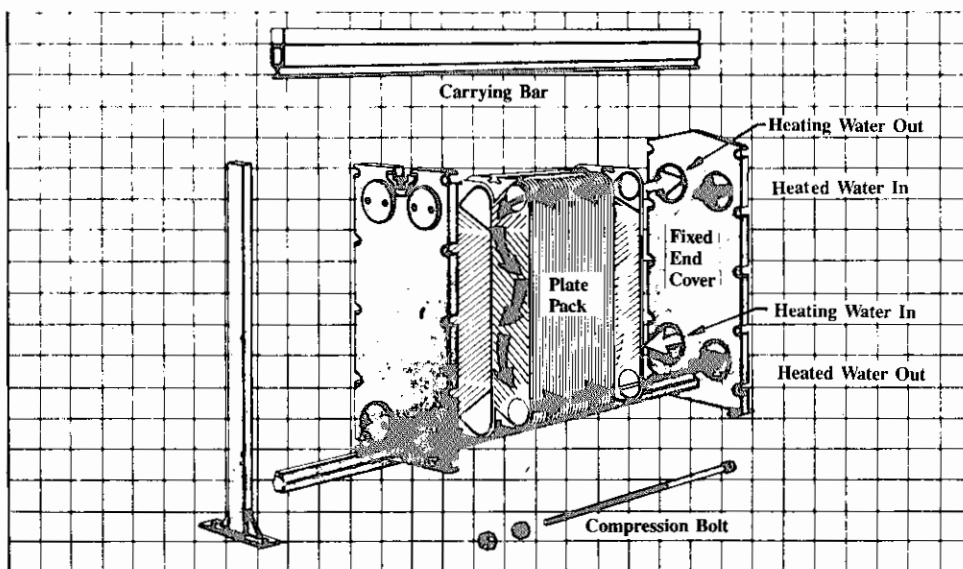 Carrying Bar
Heating Water Out
Heated Water In
Fixed
End
Cover
Plate
Pack
Heating Water In
Heated Water Out
Compression Bolt